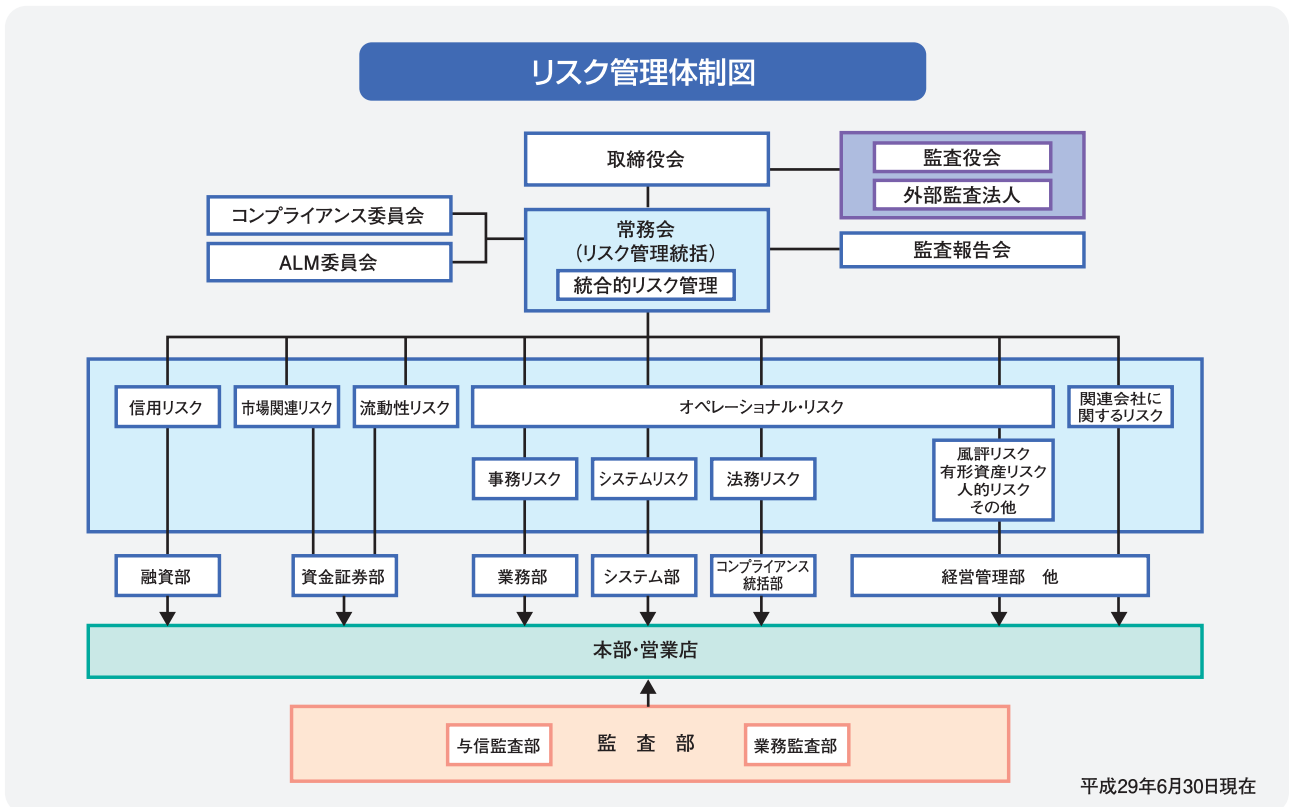 リスク管理体制図
取締役会
監査役会
外部監査法人
コンプライアンス委員会
ALM委員会
常務会
(リスク管理統括)
統合的リスク管理
監査報告会
信用リスク
市場関連リスク
流動性リスク
オペレーショナル・リスク
関連会社に
関するリスク
事務リスク
システムリスク
法務リスク
風評リスク
有形資産リスク
人的リスク
その他
融資部
資金証券部
業務部
システム部
コンプライアンス
統括部
経営管理部　他
本部・営業店
与信監査部
監　査　部
業務監査部
平成29年6月30日現在